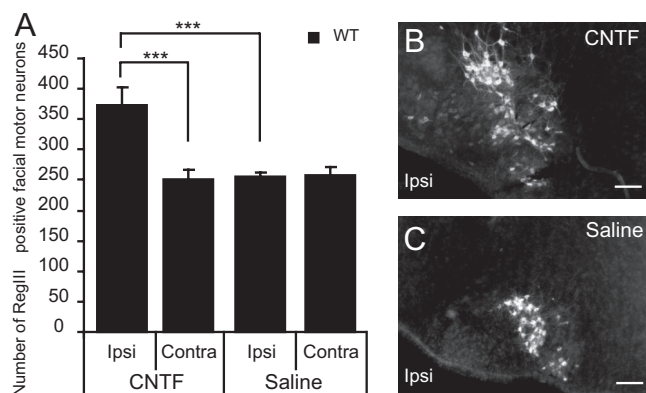 A
Number of RegIII positive facial motor neurons
450
400
350
300
250
200
150
100
50
0
***
***
WT
Ipsi
Contra
Ipsi
Contra
CNTF
Saline
B
CNTF
Ipsi
C
Saline
Ipsi